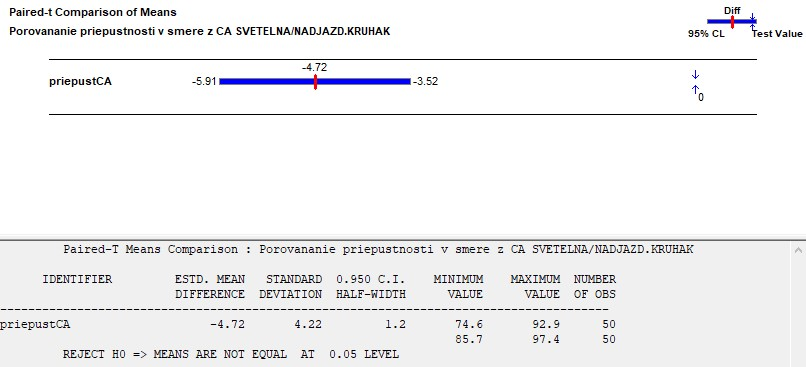 Paired-t Comparison of Means
Porovananie priepustnosti v smere z CA SVETELNA/NADJAZD.KRUHAK
Diff
95% CL Test Value
-4.72
priepustCA -5.91 -3.52
0
Paired-T Means Comparison : Porovananie priepustnosti v smere z CA SVETELNA/NADJAZD.KRUHAK
IDENTIFIER ESTD. MEAN STANDARD 0.950 C.I. MINIMUM MAXIMUM NUMBER
DIFFERENCE DEVIATION HALF-WIDTH VALUE VALUE OF OBS
priepustCA -4.72 4.22 1.2 74.6 92.9 50
85.7 97.4 50
REJECT H0 => MEANS ARE NOT EQUAL AT 0.05 LEVEL